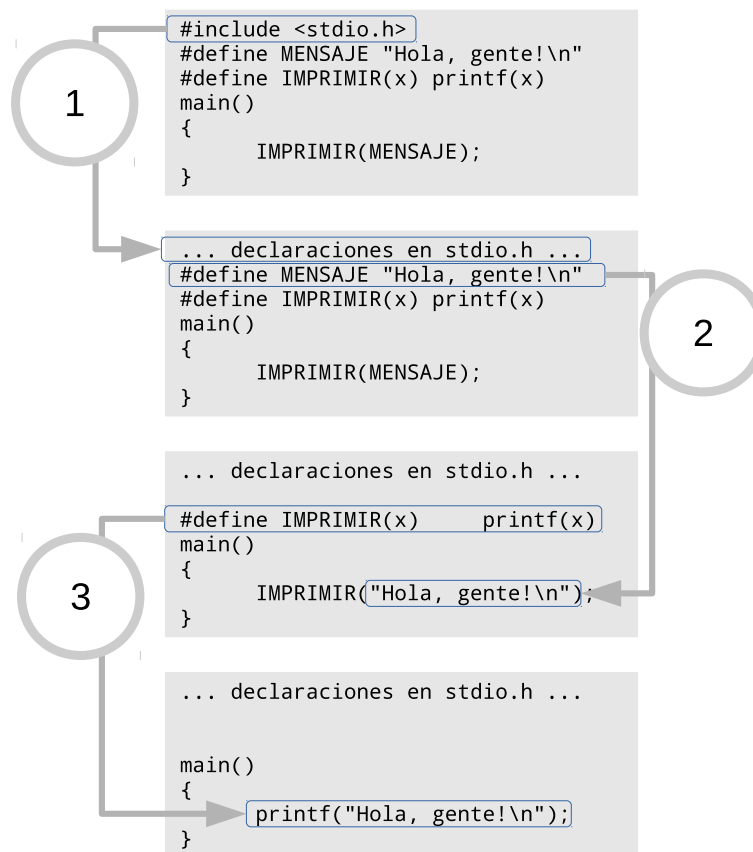 #include <stdio.h>
#define MENSAJE "Hola, gente!\n"
#define IMPRIMIR(x) printf(x)
main()
{
IMPRIMIR(MENSAJE);
}
1
... declaraciones en stdio.h ...
#define MENSAJE "Hola, gente!\n"
#define IMPRIMIR(x) printf(x)
main()
{
IMPRIMIR(MENSAJE);
}
2
... declaraciones en stdio.h ...
#define IMPRIMIR(x) printf(x)
main()
{
IMPRIMIR("Hola, gente!\n");
}
3
... declaraciones en stdio.h ...
main()
{
printf("Hola, gente!\n");
}